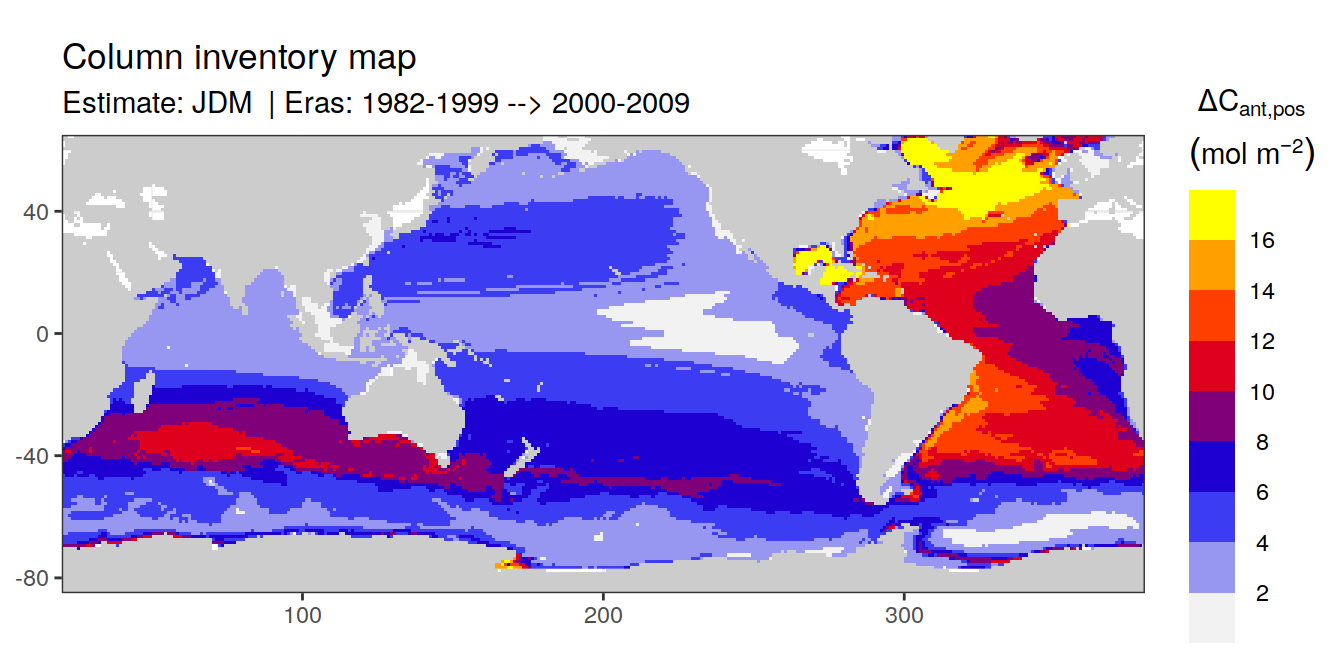 Column inventory map
Estimate: JDM | Eras: 1982-1999 --> 2000-2009
ΔCant,pos
(mol m⁻²)
16
14
12
10
8
6
4
2
40
0
-40
-80
100 200 300